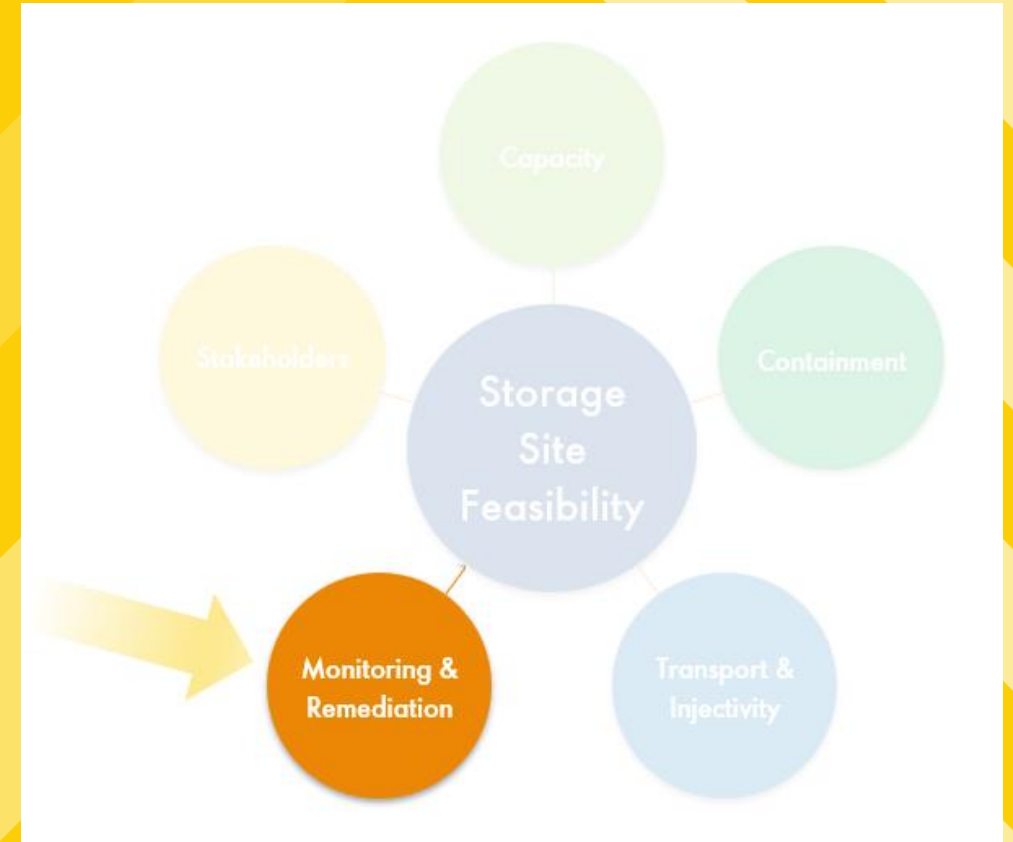 Capacity
Stakeholders
Containment
Storage
Site
Feasibility
Monitoring &
Remediation
Transport &
Injectivity